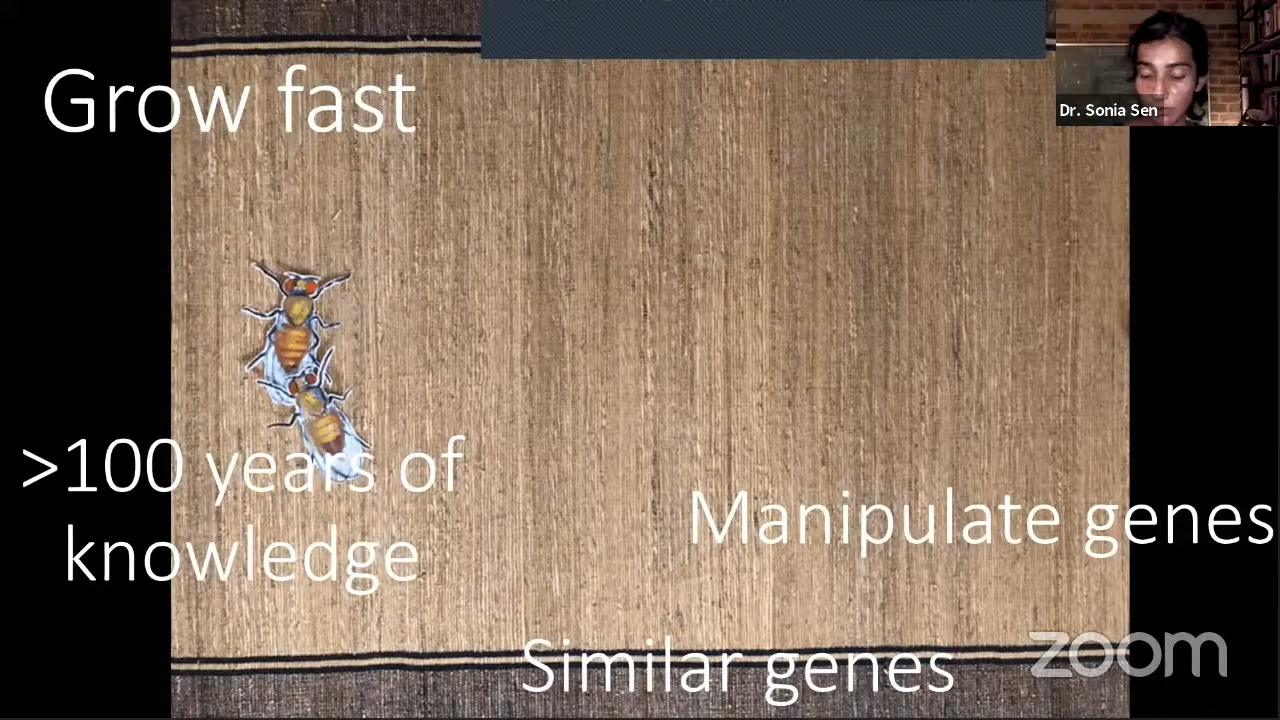 Grow fast
Dr. Sonia Sen
>100 years of
knowledge
Manipulate genes
Similar genes
zoom